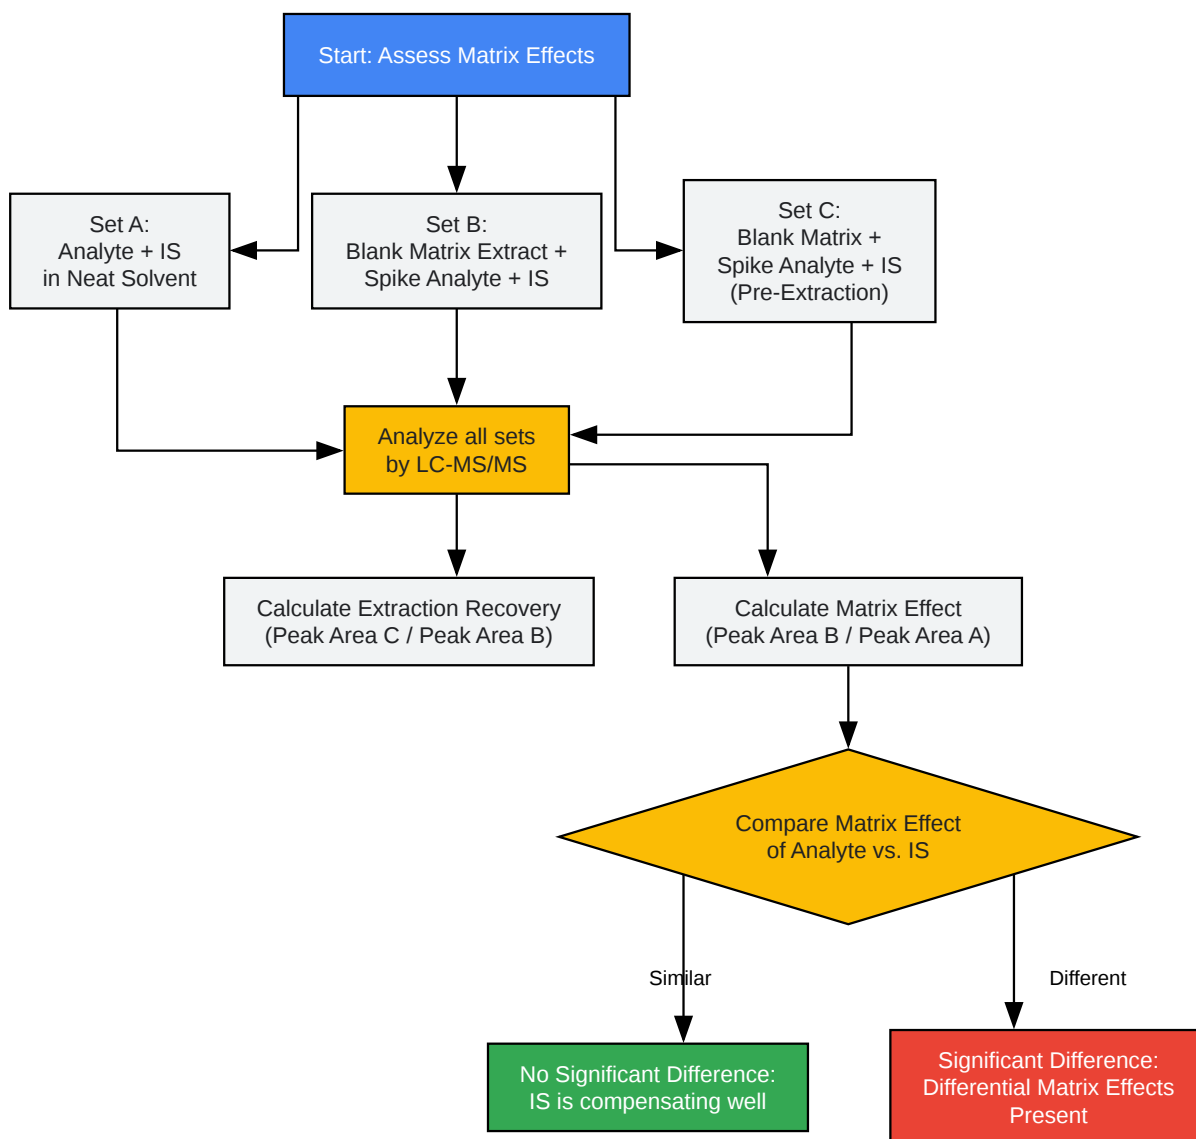 Start: Assess Matrix Effects
Set A:
Analyte + IS
in Neat Solvent
Set B:
Blank Matrix Extract +
Spike Analyte + IS
Set C:
Blank Matrix +
Spike Analyte + IS
(Pre-Extraction)
Analyze all sets
by LC-MS/MS
Calculate Extraction Recovery
(Peak Area C / Peak Area B)
Calculate Matrix Effect
(Peak Area B / Peak Area A)
Compare Matrix Effect
of Analyte vs. IS
Similar
Different
No Significant Difference:
IS is compensating well
Significant Difference:
Differential Matrix Effects
Present